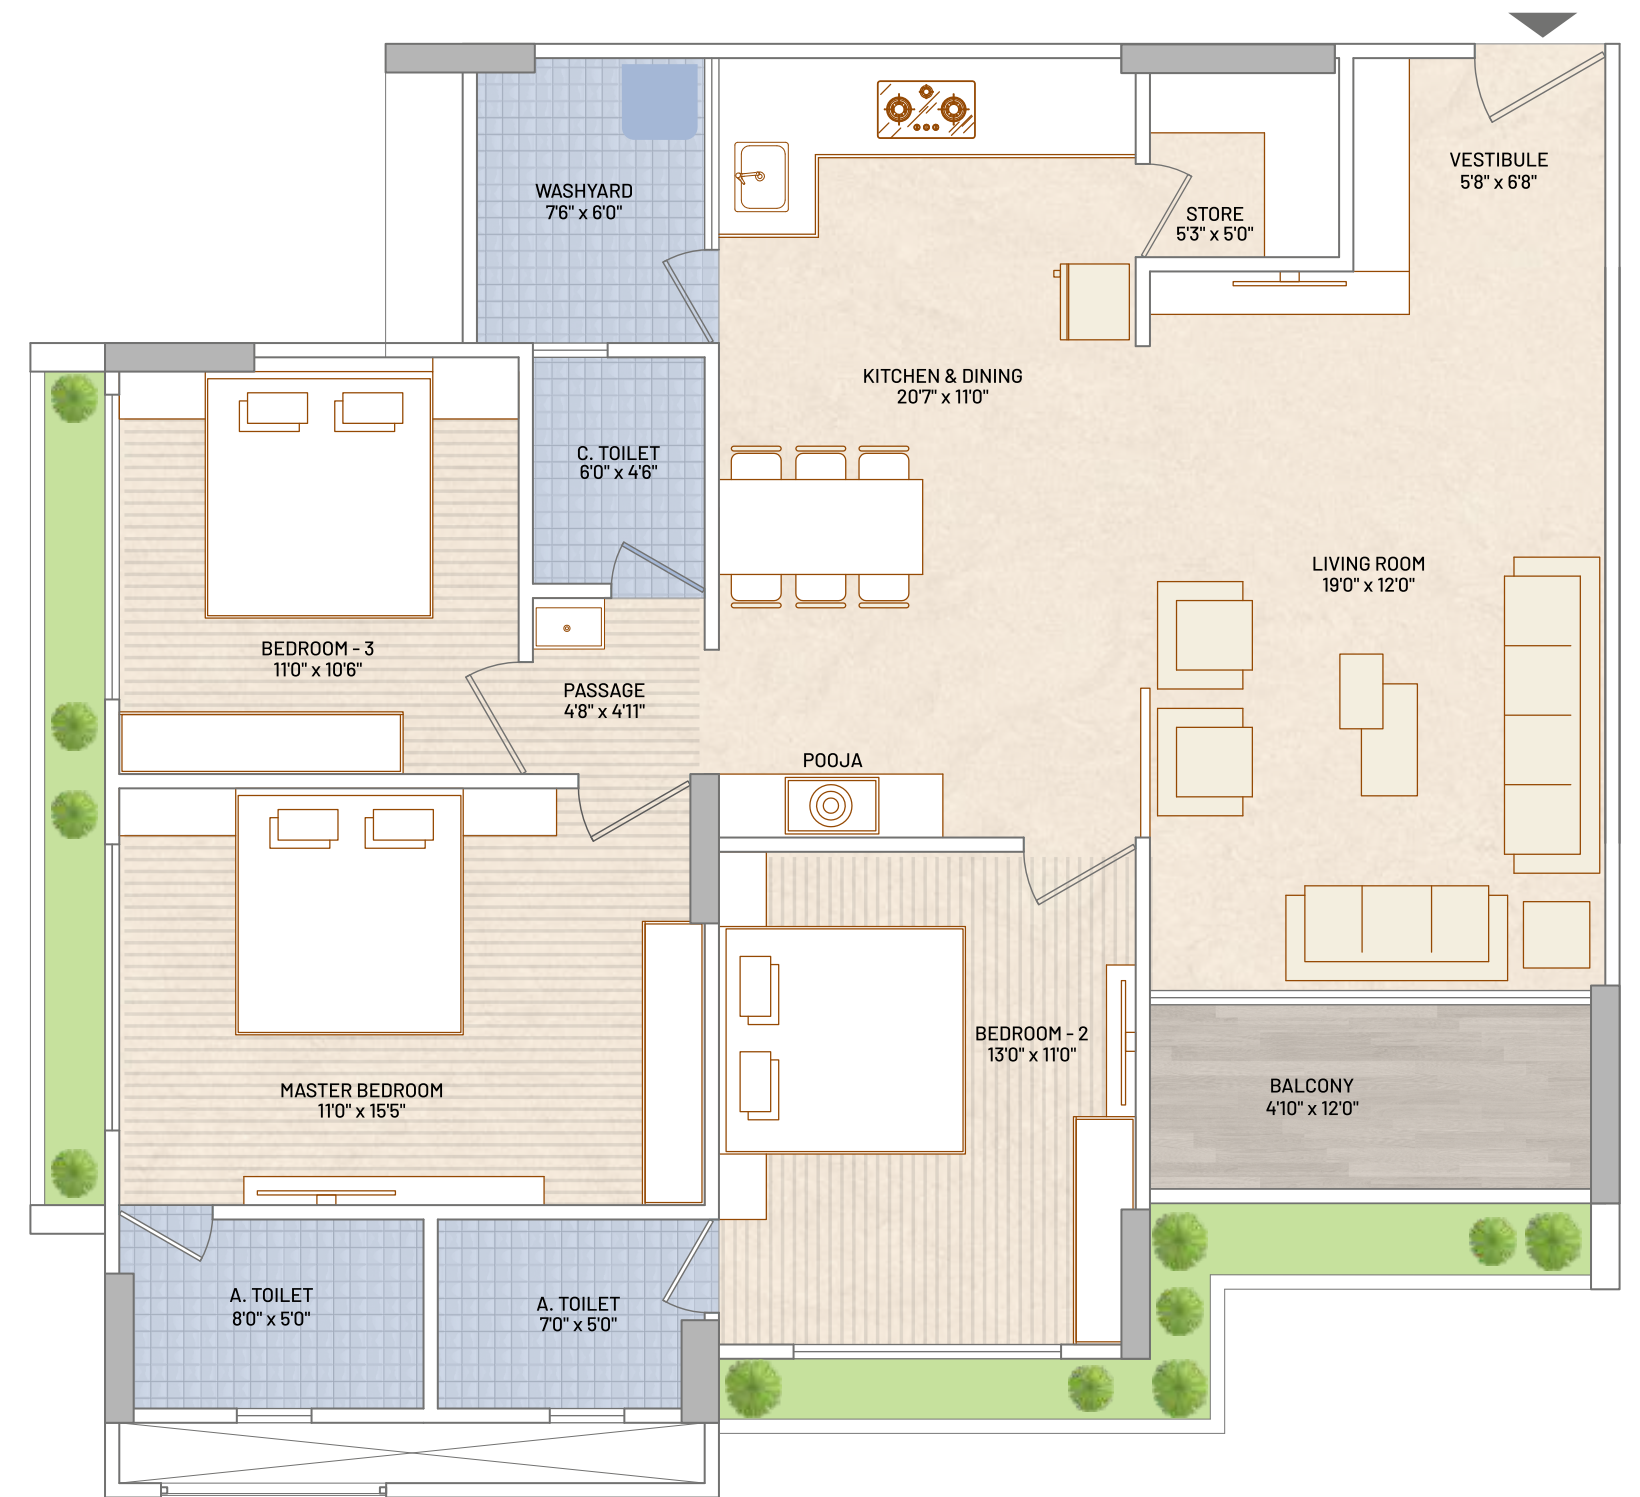 VESTIBULE
5'8" x 6'8"
WASHYARD
7'6" x 6'0"
STORE
5'3" x 5'0"
KITCHEN & DINING
20'7" x 11'0"
C. TOILET
6'0" x 4'6"
LIVING ROOM
19'0" x 12'0"
BEDROOM - 3
11'0" x 10'6"
PASSAGE
4'8" x 4'11"
POOJA
BEDROOM - 2
13'0" x 11'0"
MASTER BEDROOM
11'0" x 15'5"
BALCONY
4'10" x 12'0"
A. TOILET
8'0" x 5'0"
A. TOILET
7'0" x 5'0"